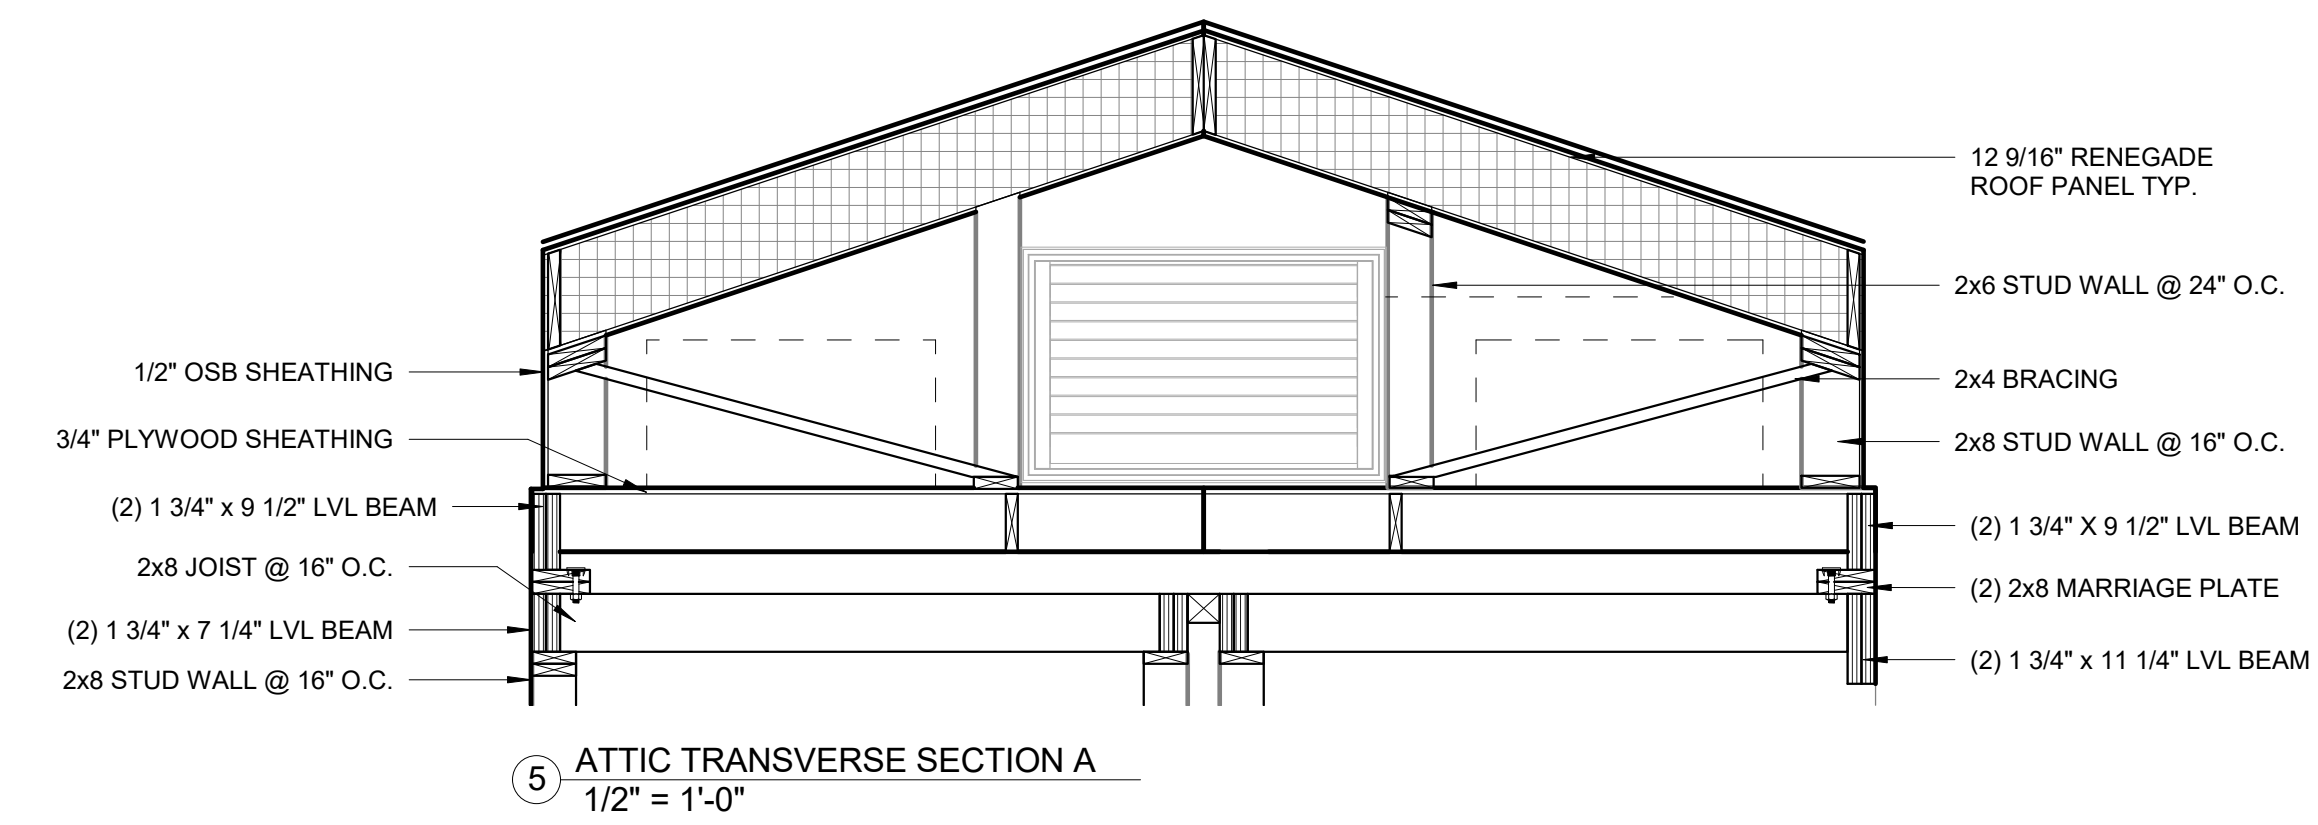 12 9/16" RENEGADE
ROOF PANEL TYP.
2x6 STUD WALL @ 24" O.C.
1/2" OSB SHEATHING
2x4 BRACING
3/4" PLYWOOD SHEATHING
2x8 STUD WALL @ 16" O.C.
(2) 1 3/4" x 9 1/2" LVL BEAM
(2) 1 3/4" X 9 1/2" LVL BEAM
2x8 JOIST @ 16" O.C.
(2) 2x8 MARRIAGE PLATE
(2) 1 3/4" x 7 1/4" LVL BEAM
(2) 1 3/4" x 11 1/4" LVL BEAM
2x8 STUD WALL @ 16" O.C.
5 ATTIC TRANSVERSE SECTION A
1/2" = 1'-0"